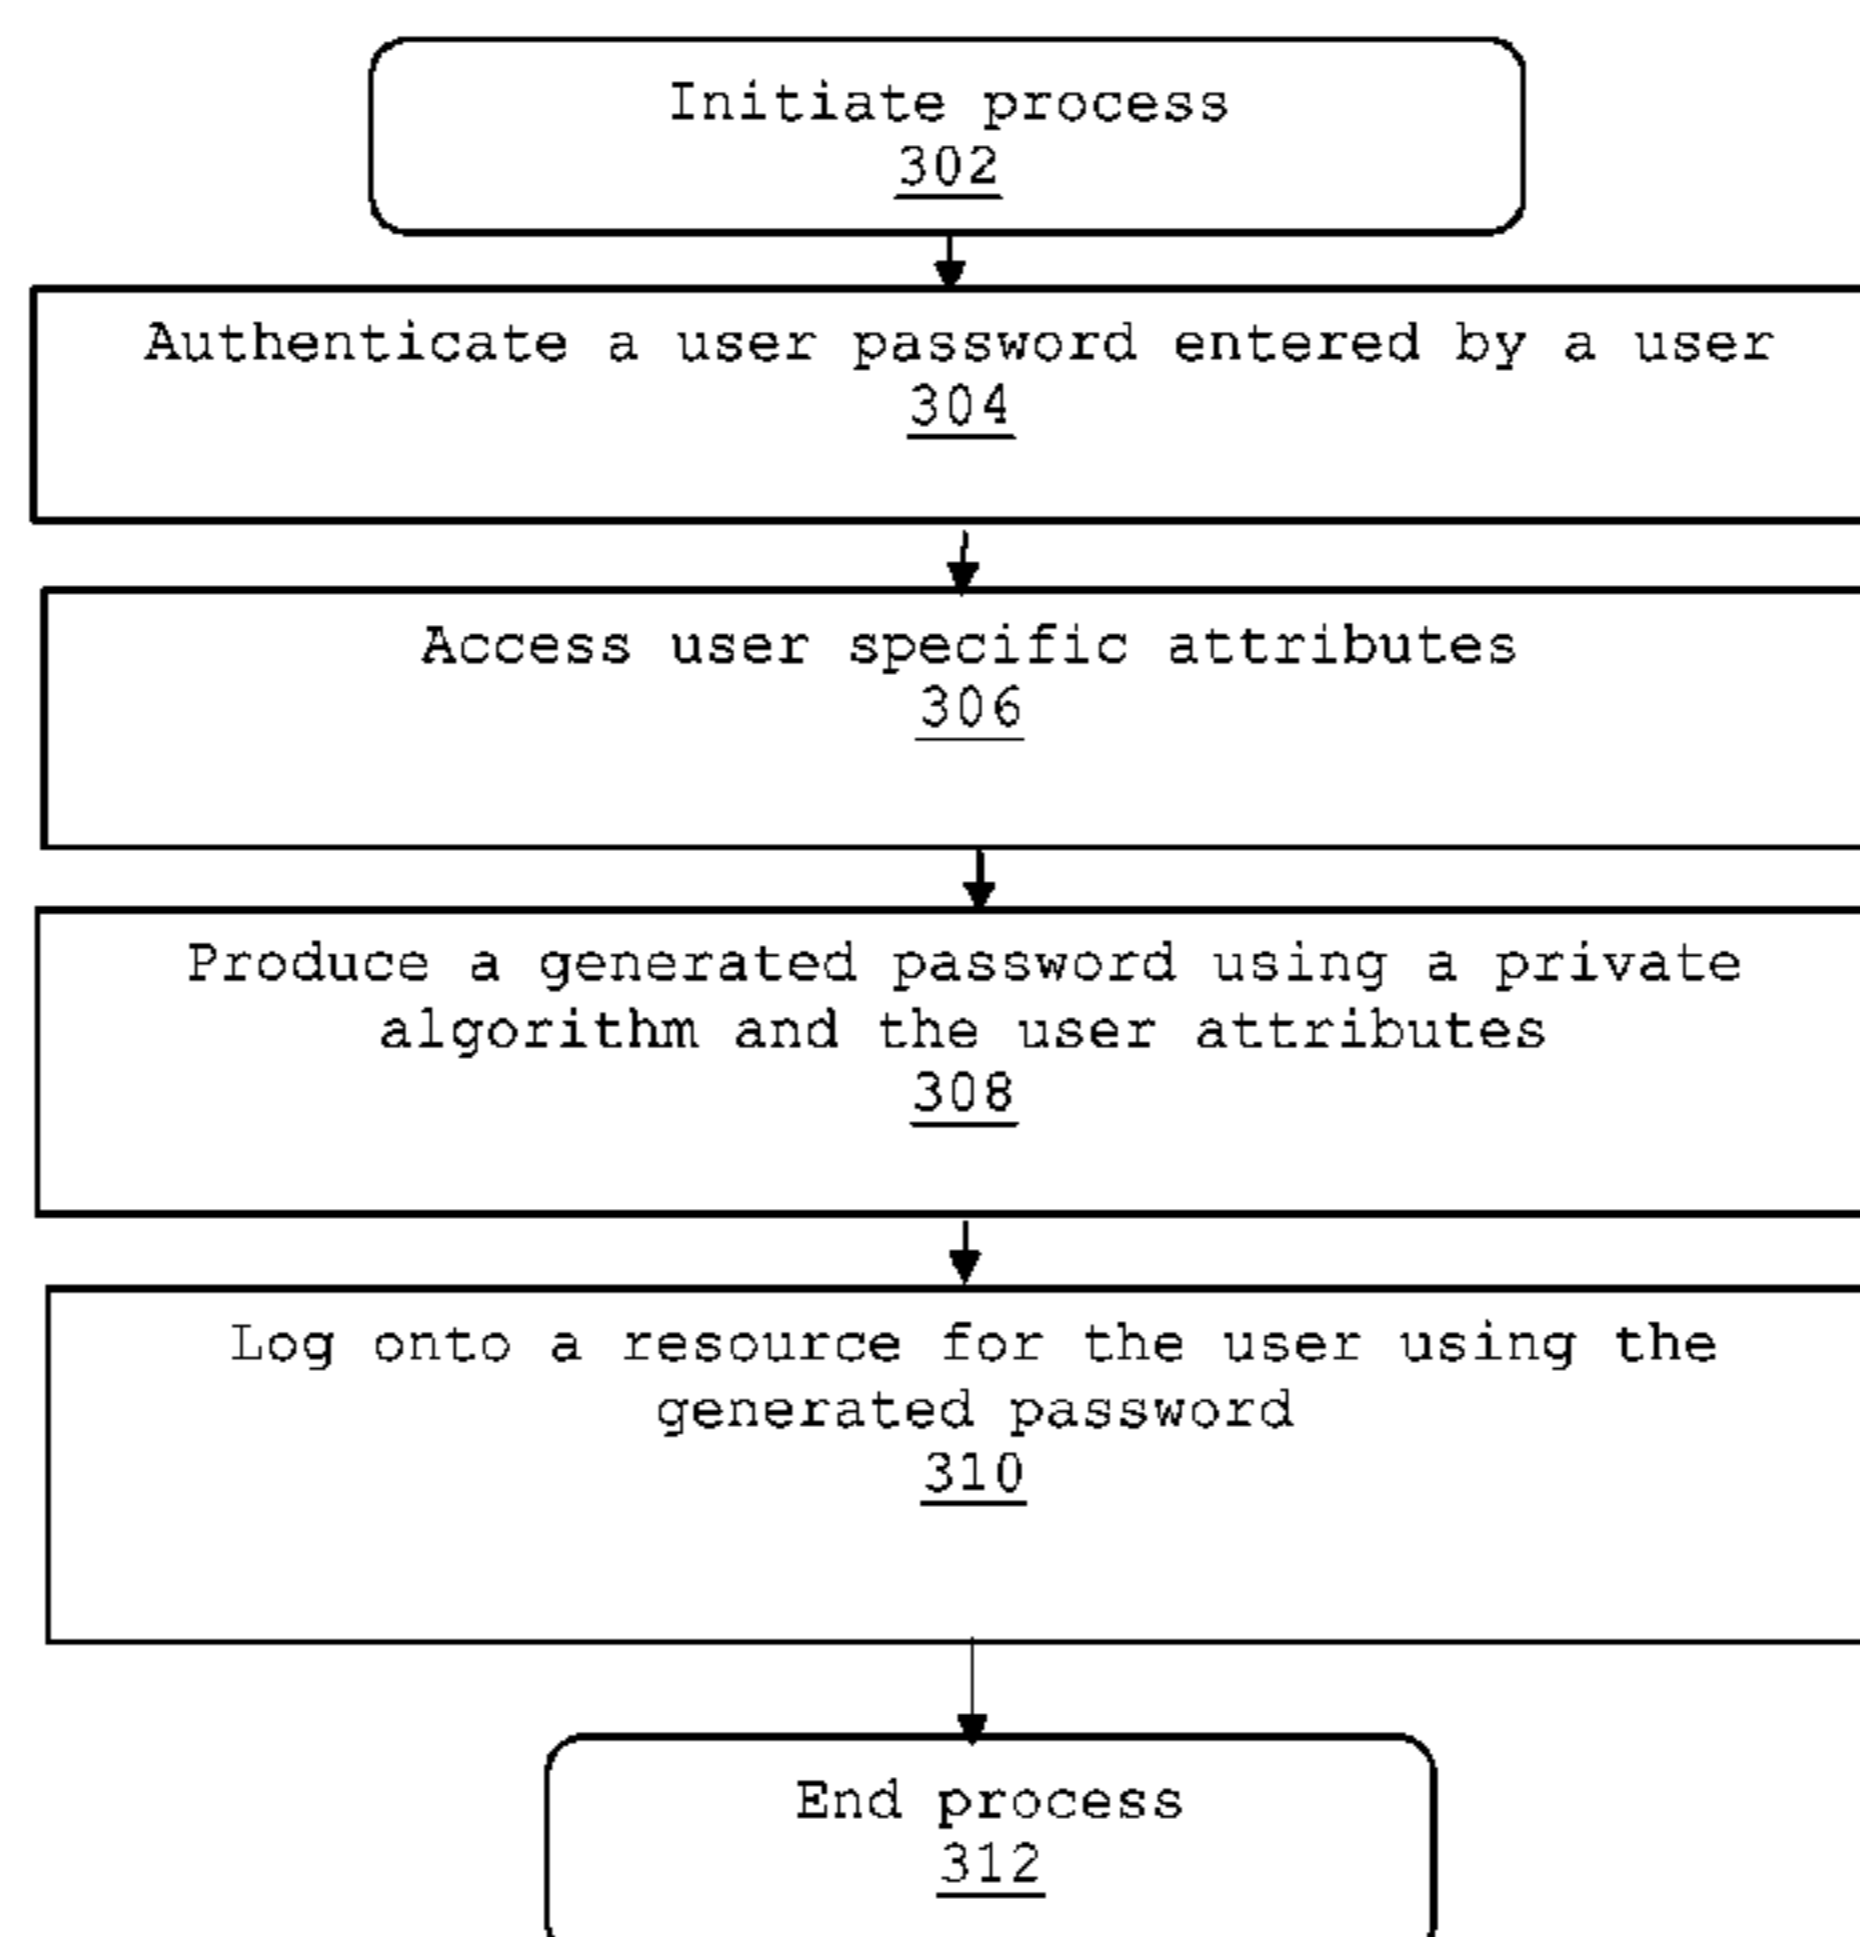 Initiate process
302
Authenticate a user password entered by a user
304
Access user specific attributes
306
Produce a generated password using a private
algorithm and the user attributes
308
Log onto a resource for the user using the
generated password
310
End process
312